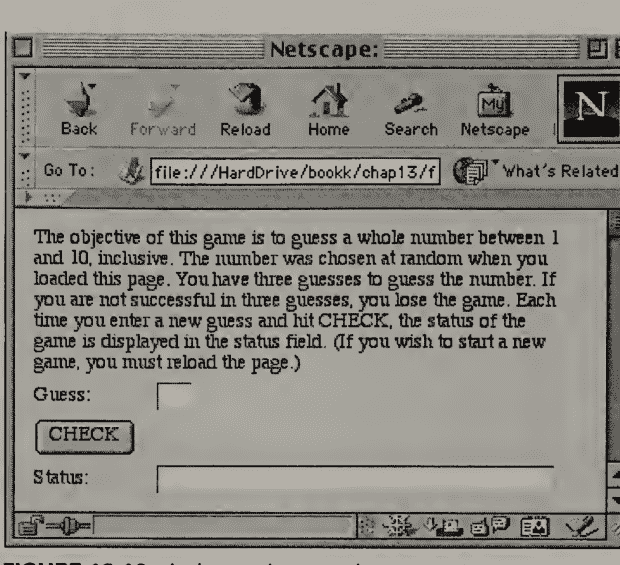 Netscape:
Back Forward Reload Home Search Netscape
N
Go To: file:///HardDrive/bookk/chap13/f What's Related
The objective of this game is to guess a whole number between 1
and 10, inclusive. The number was chosen at random when you
loaded this page. You have three guesses to guess the number. If
you are not successful in three guesses, you lose the game. Each
time you enter a new guess and hit CHECK, the status of the
game is displayed in the status field. (If you wish to start a new
game, you must reload the page.)
Guess:
CHECK
Status: